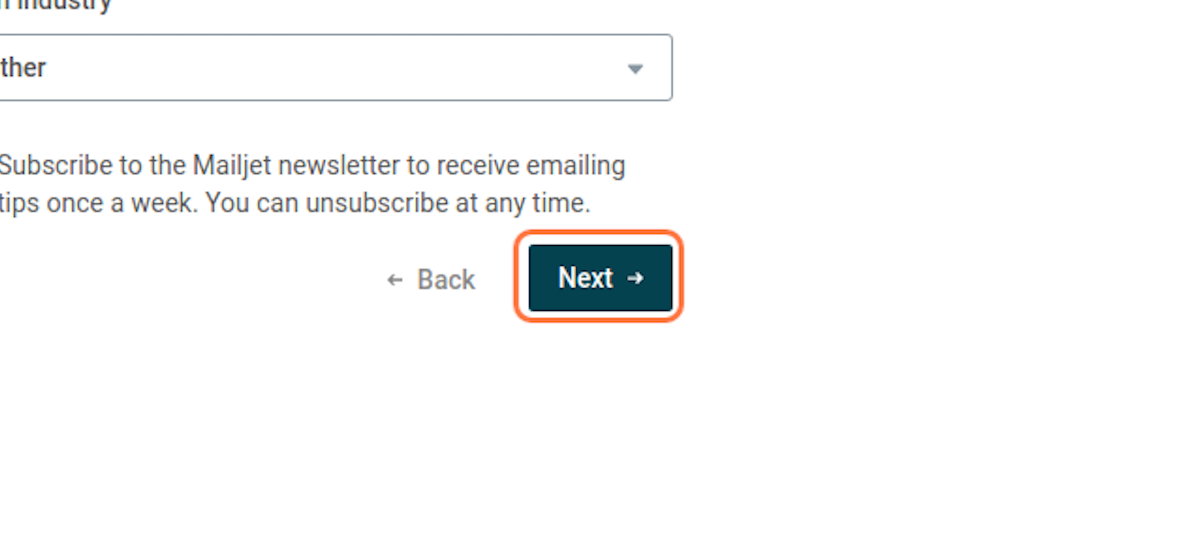 industry
ther
Subscribe to the Mailjet newsletter to receive emailing
tips once a week. You can unsubscribe at any time.
← Back
Next →